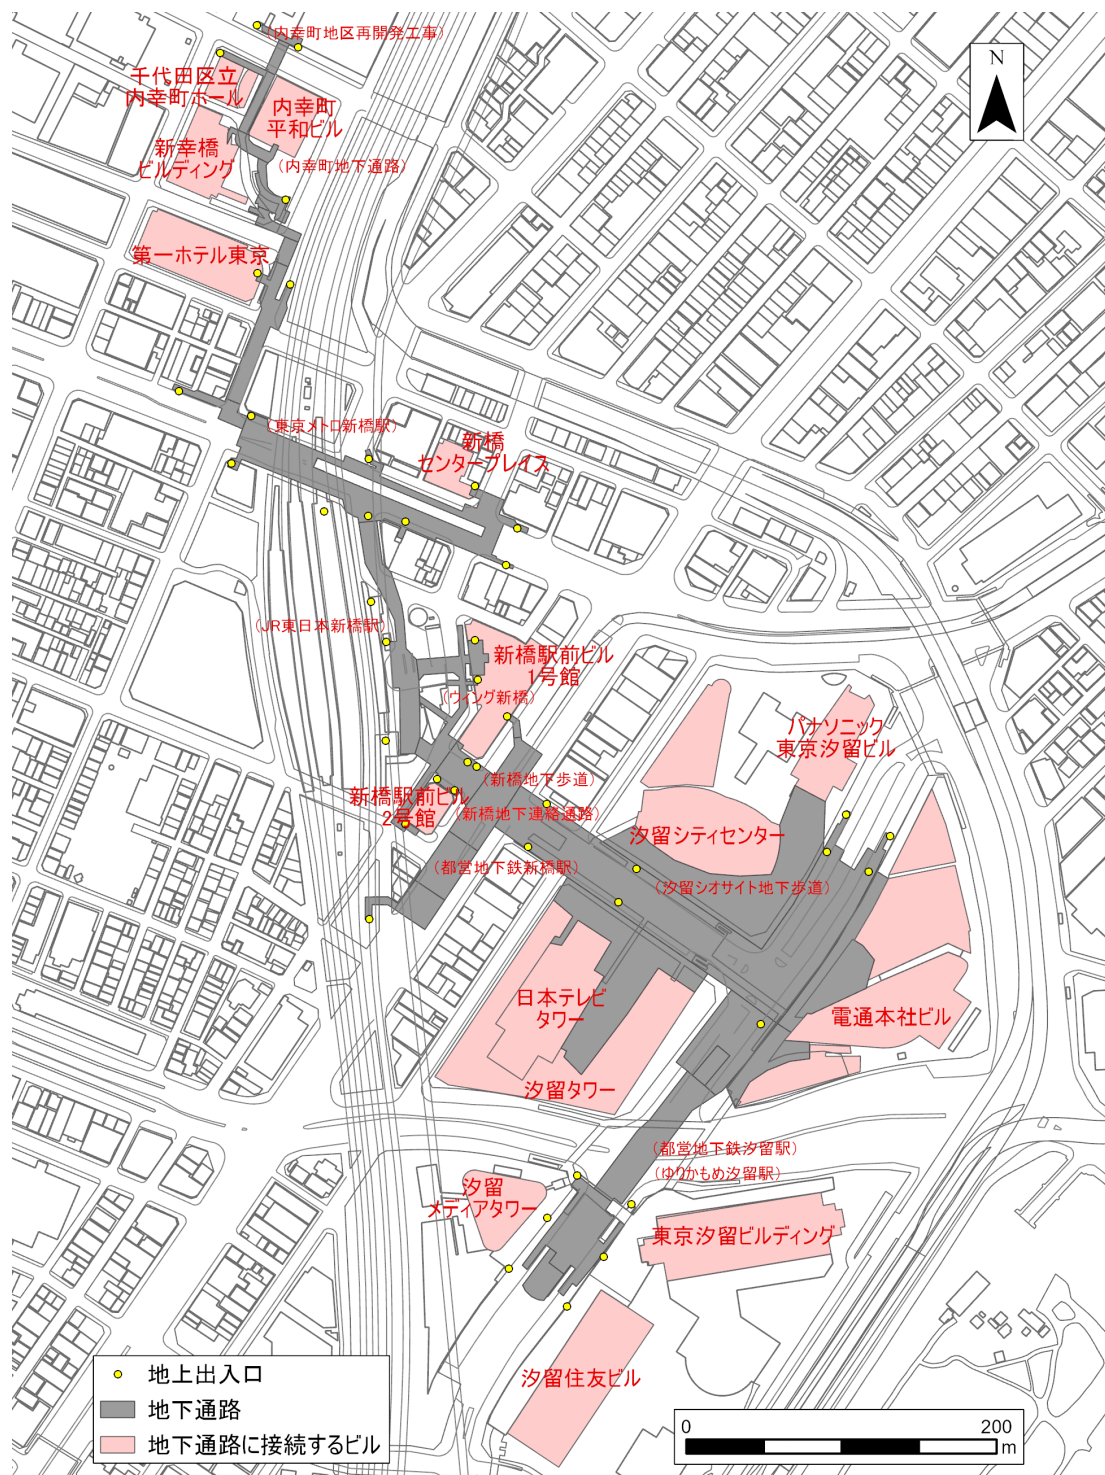 （内幸町地区再開発工事）
N
千代田区立
内幸町ホール
内幸町
平和ビル
新幸橋
ビルディング
（内幸町地下通路）
第一ホテル東京
（東京メトロ新橋駅）
新橋
センタープレイス
（JR東日本新橋駅）
新橋駅前ビル
1号館
（ウィング新橋）
パナソニック
東京汐留ビル
（新橋地下歩道）
新橋駅前ビル
2号館
（新橋地下連絡通路）
汐留シティセンター
（都営地下鉄新橋駅）
（汐留シオサイト地下歩道）
日本テレビ
タワー
電通本社ビル
汐留タワー
（都営地下鉄汐留駅）
（ゆりかもめ汐留駅）
汐留
メディアタワー
東京汐留ビルディング
汐留住友ビル
地上出入口
地下通路
地下通路に接続するビル
0 200
m